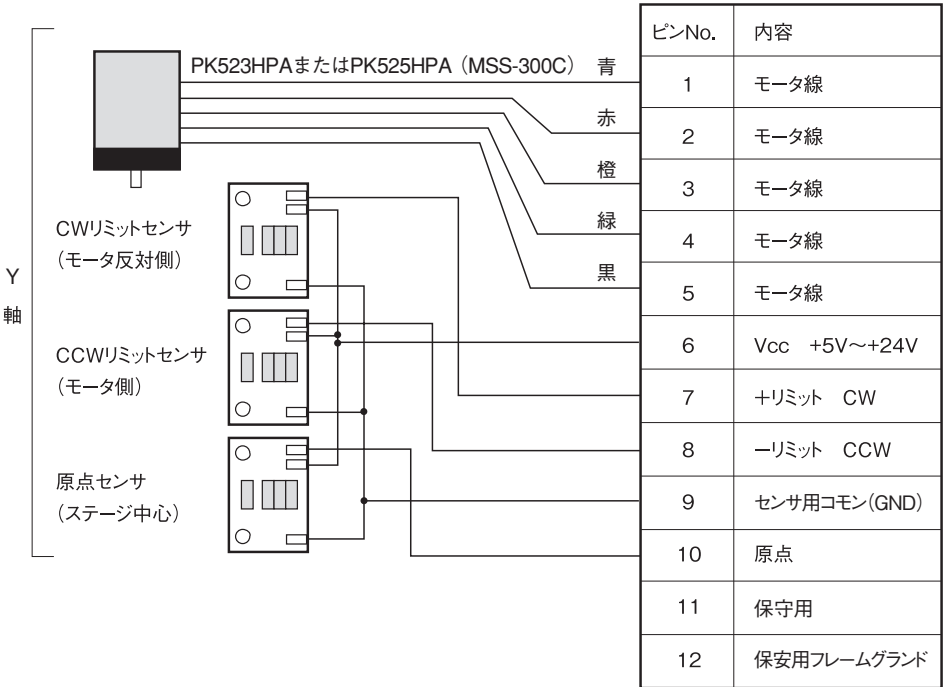 ピンNo. 内容
PK523HPAまたはPK525HPA（MSS-300C） 青
1 モータ線
赤
2 モータ線
橙
3 モータ線
緑
4 モータ線
黒
5 モータ線
CWリミットセンサ
（モータ反対側）
Y
軸
CCWリミットセンサ
（モータ側）
原点センサ
（ステージ中心）
6 Vcc +5V～+24V
7 +リミット CW
8 −リミット CCW
9 センサ用コモン(GND)
10 原点
11 保守用
12 保安用フレームグランド